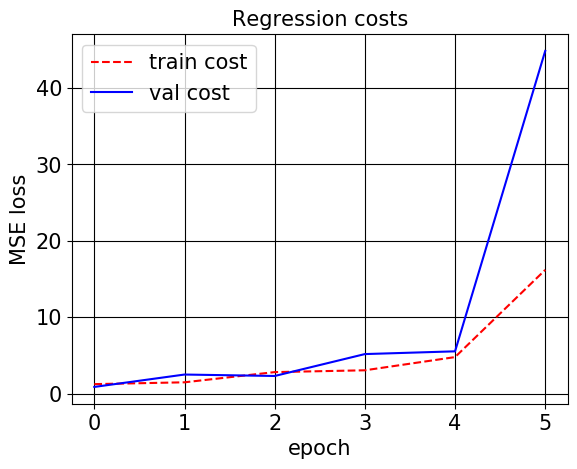 Regression costs
train cost
val cost
MSE loss
40
30
20
10
0
0 1 2 3 4 5
epoch